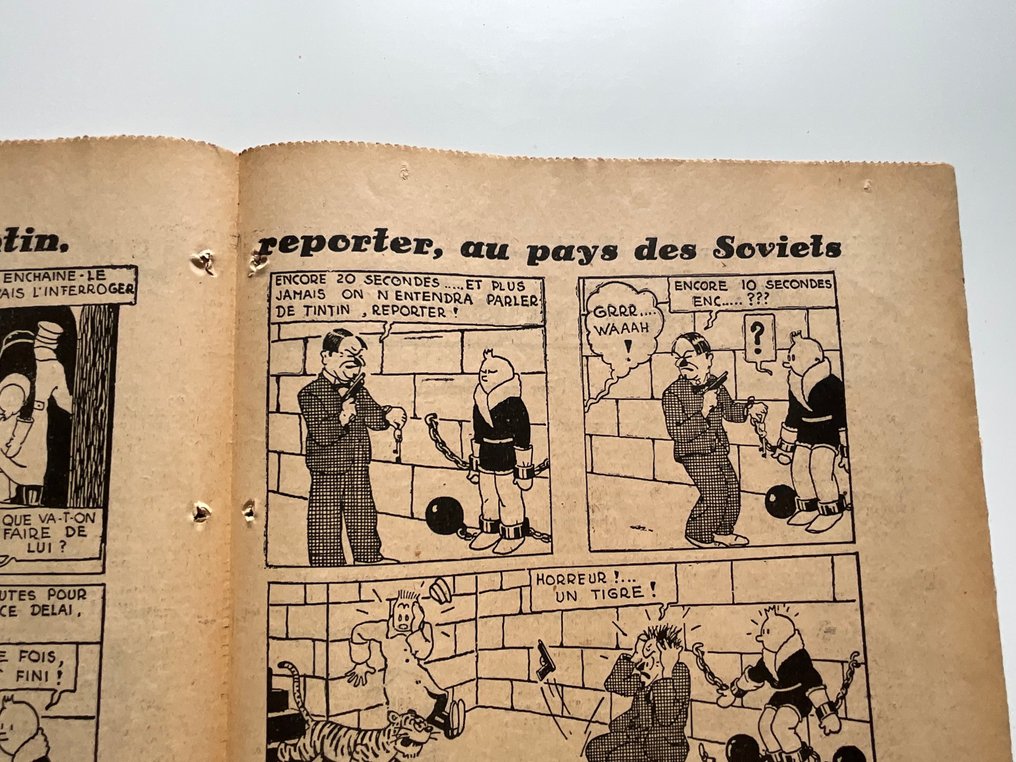 tin.
reporter, au pays des Soviets
ENCHAINE-LE
L'INTERROGER
QUE VA-T-ON
FAIRE DE
LUI ?
POUR
CE DELAI,
FOIS,
FINI !
ENCORE 20 SECONDES ....,ET PLUS
JAMAIS ON N ENTENDRA PARLER
DE TINTIN , REPORTER !
GRRR....
WAAAH
!
ENCORE 10 SECONDES
ENC..... ???
?
HORREUR !...
UN TIGRE !